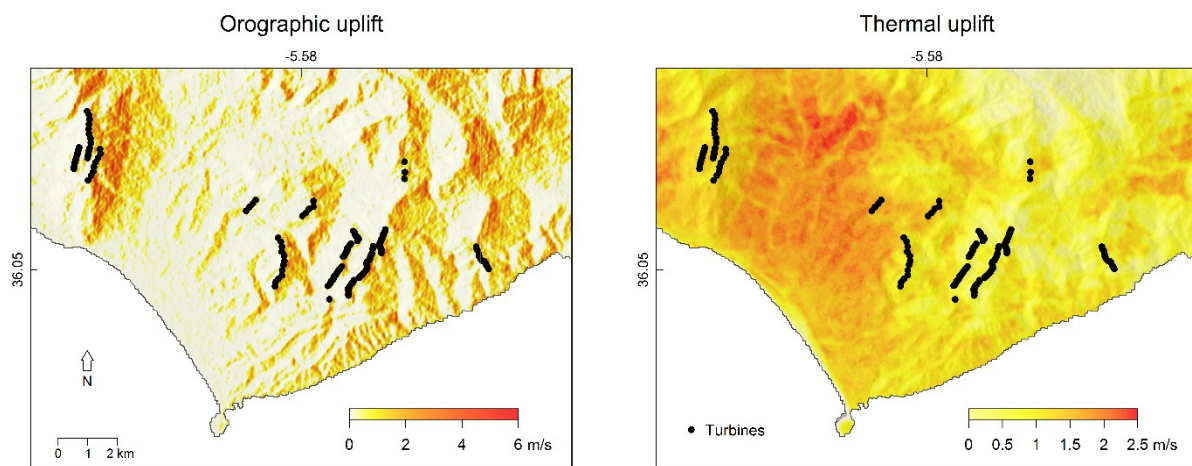 Orographic uplift
-5.58
36.05
N
0 1 2 km
0 2 4 6 m/s
Thermal uplift
-5.58
36.05
Turbines
0 0.5 1 1.5 2 2.5 m/s